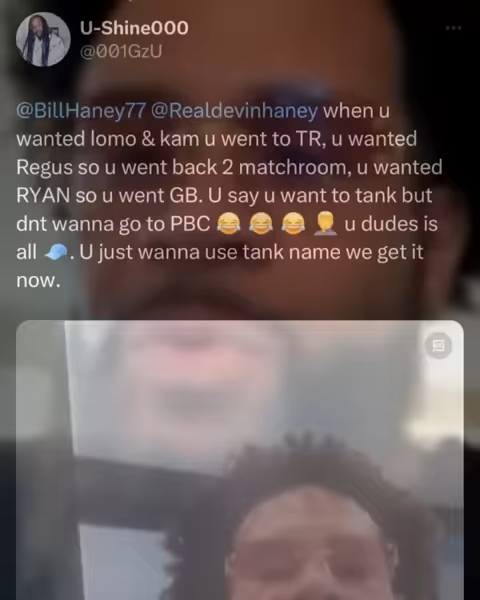 U-Shine000
@001GzU
@BillHaney77 @Realdevinhaney when u
wanted lomo & kam u went to TR, u wanted
Regus so u went back 2 matchroom, u wanted
RYAN so u went GB. U say u want to tank but
dnt wanna go to PBC 😂 😂 😂 🤦‍♂️ u dudes is
all 🧢. U just wanna use tank name we get it
now.